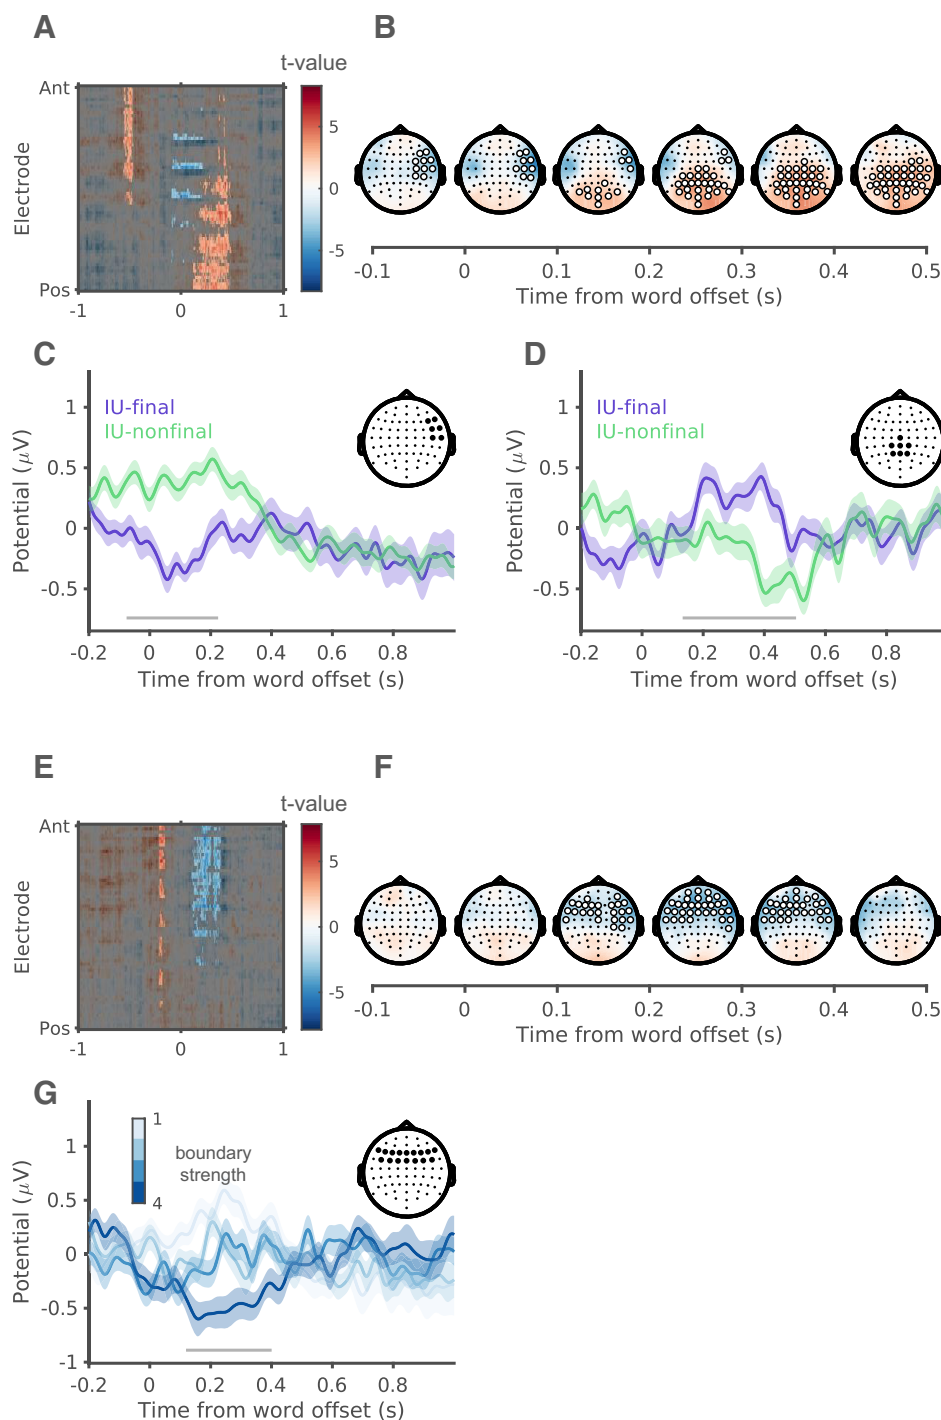 A
B
t-value
Ant
5
0
-5
Electrode
Pos
-1
0
1
-0.1
0
0.1
0.2
0.3
0.4
0.5
Time from word offset (s)
C
D
1
IU-final
IU-nonfinal
0.5
0
-0.5
Potential (μV)
-0.2
0
0.2
0.4
0.6
0.8
Time from word offset (s)
1
IU-final
IU-nonfinal
0.5
0
-0.5
Potential (μV)
-0.2
0
0.2
0.4
0.6
0.8
Time from word offset (s)
E
F
t-value
Ant
5
0
-5
Electrode
Pos
-1
0
1
-0.1
0
0.1
0.2
0.3
0.4
0.5
Time from word offset (s)
G
1
boundary
strength
4
1
0.5
0
-0.5
-1
Potential (μV)
-0.2
0
0.2
0.4
0.6
0.8
Time from word offset (s)